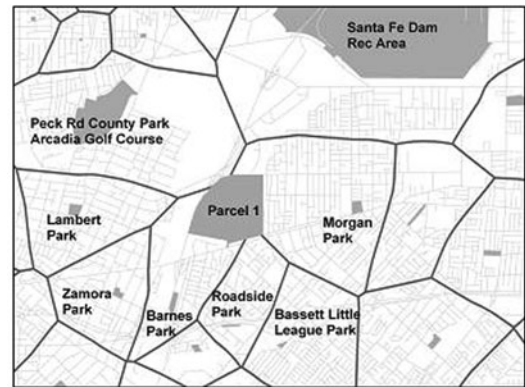 Santa Fe Dam
Rec Area
Peck Rd County Park
Arcadia Golf Course
Lambert
Park
Parcel 1
Morgan
Park
Zamora
Park
Barnes
Park
Roadside
Park
Bassett Little
League Park